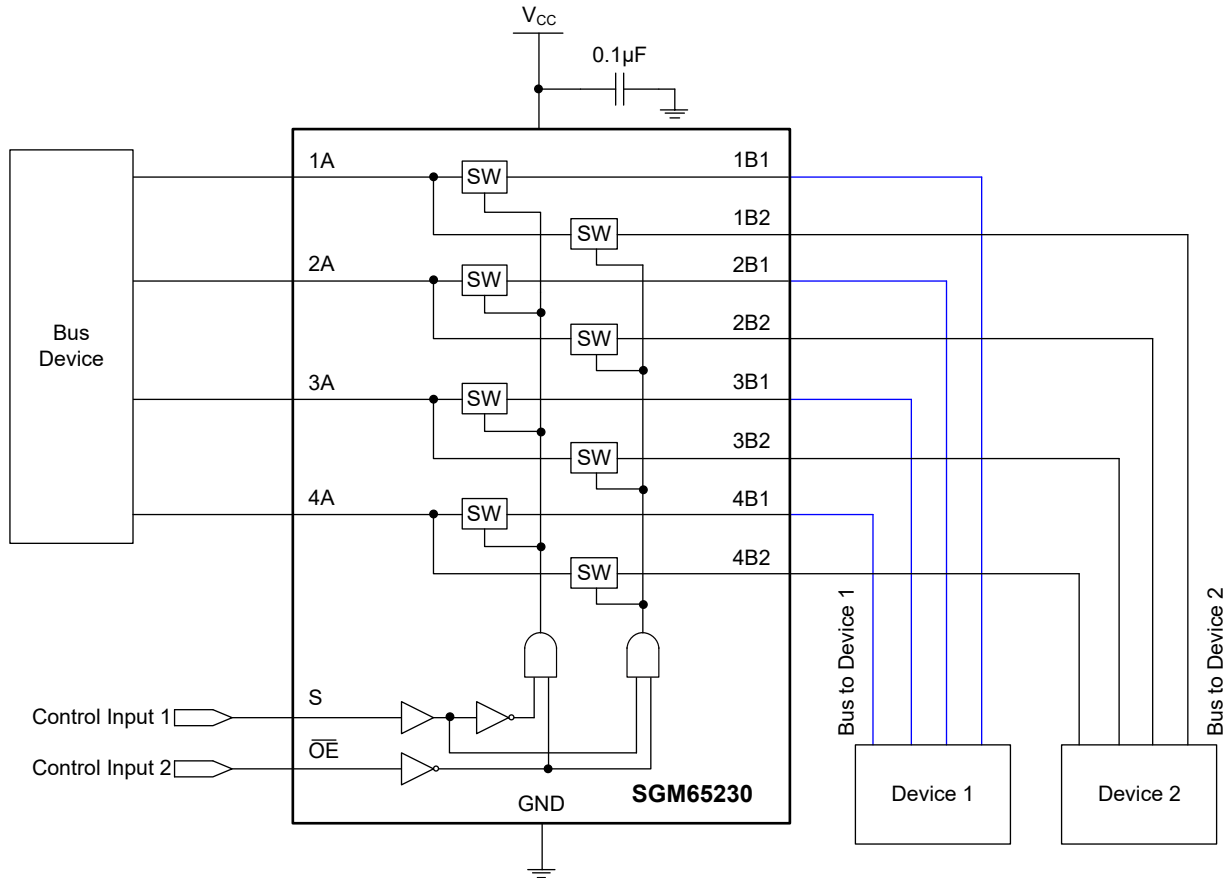 VCC
0.1µF
1A
SW
1B1
SW
1B2
2A
SW
2B1
SW
2B2
Bus
Device
3A
SW
3B1
SW
3B2
4A
SW
4B1
SW
4B2
Bus to Device 1
Bus to Device 2
Control Input 1
S
Control Input 2
O̅E̅
GND
SGM65230
Device 1
Device 2